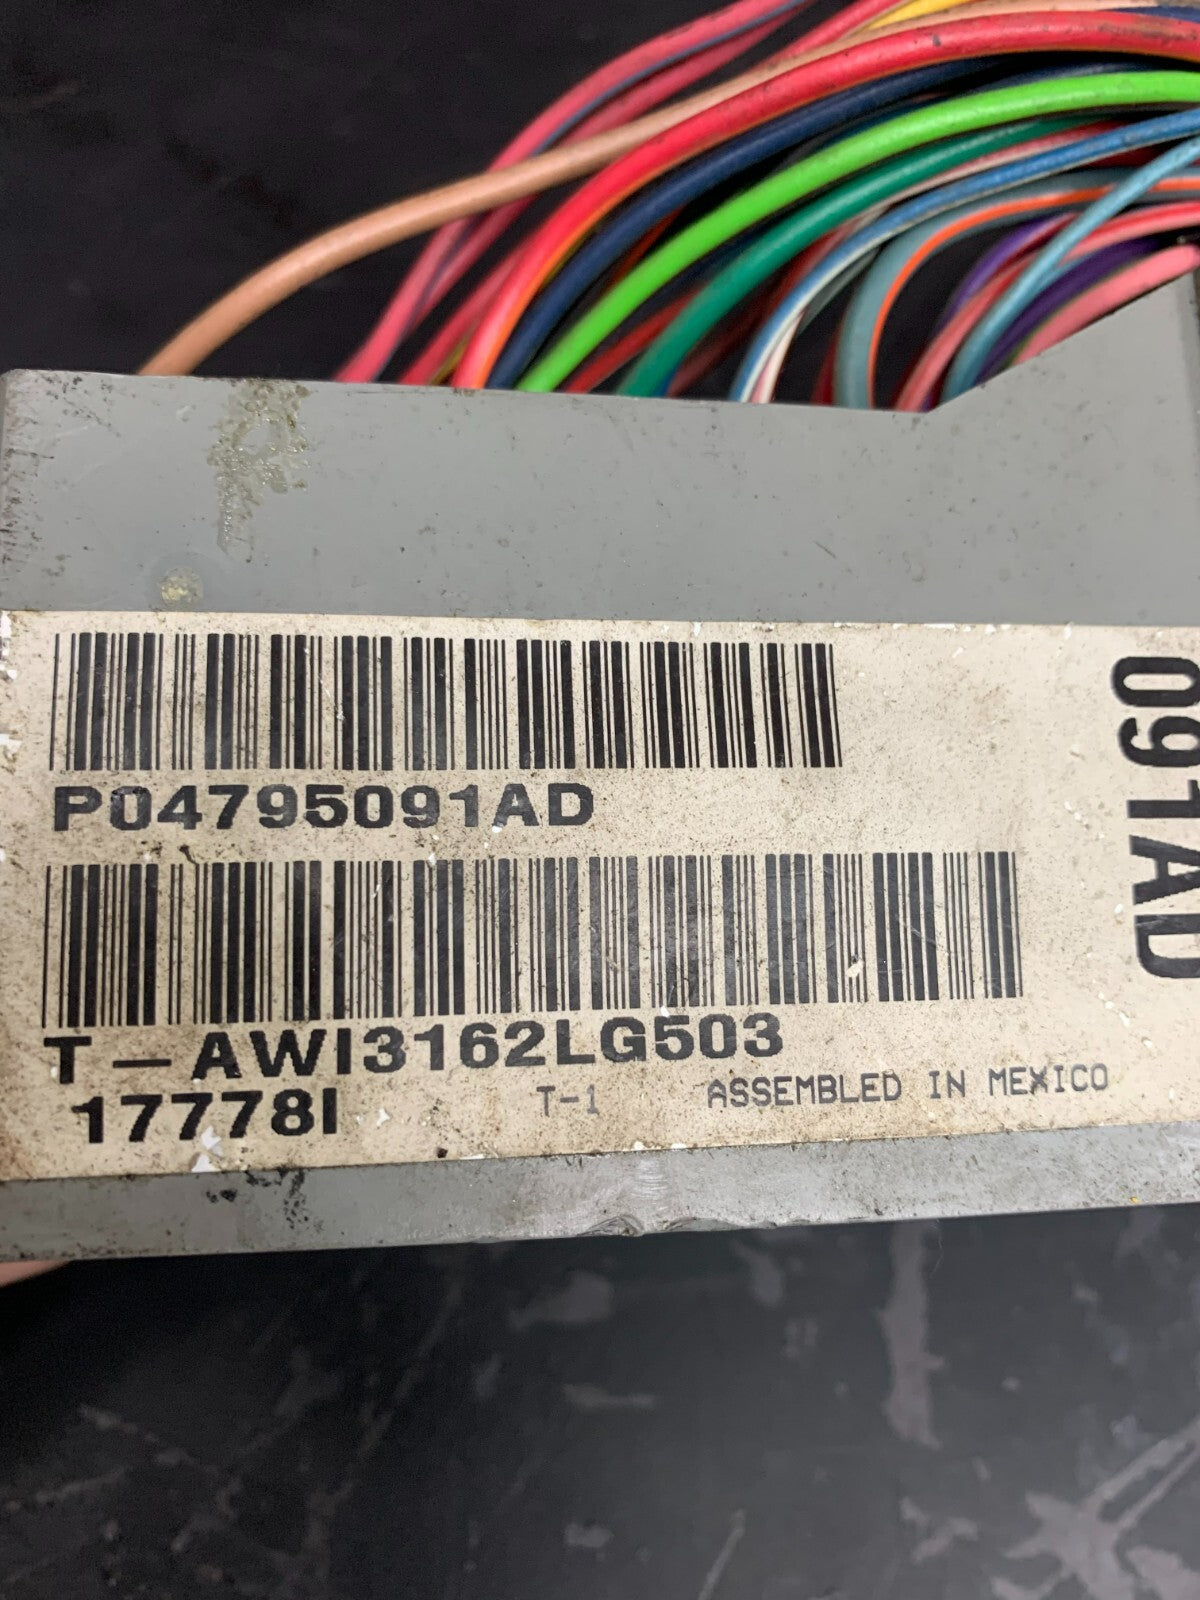 P04795091AD
T-AWI3162LG503
17778I
T-1
ASSEMBLED IN MEXICO
091AD